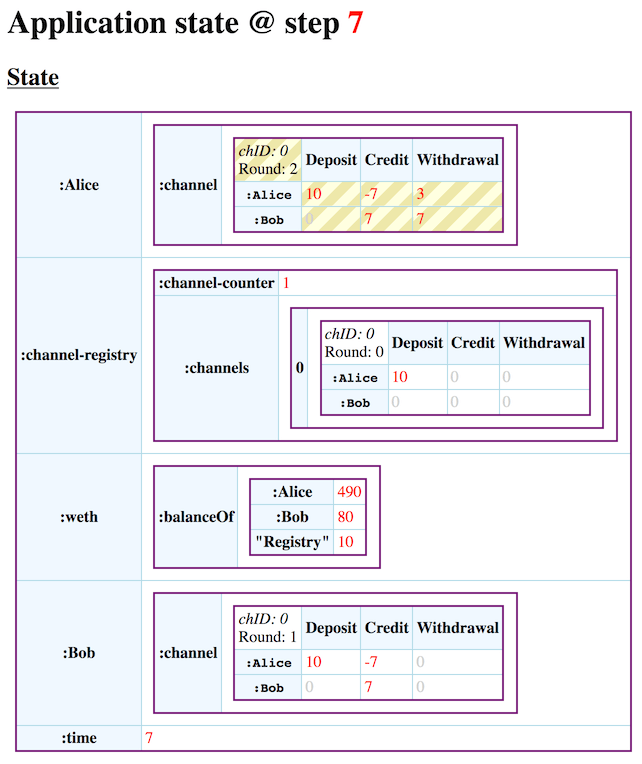 Application state @ step 7
State
:Alice
:channel
chID: 0
Round: 2
Deposit Credit Withdrawal
:Alice 10 -7 3
:Bob 0 7 7
:channel-registry
:channel-counter 1
:channels
0
chID: 0
Round: 0
Deposit Credit Withdrawal
:Alice 10 0 0
:Bob 0 0 0
:weth
:balanceOf
:Alice 490
:Bob 80
"Registry" 10
:Bob
:channel
chID: 0
Round: 1
Deposit Credit Withdrawal
:Alice 10 -7 0
:Bob 0 7 0
:time 7